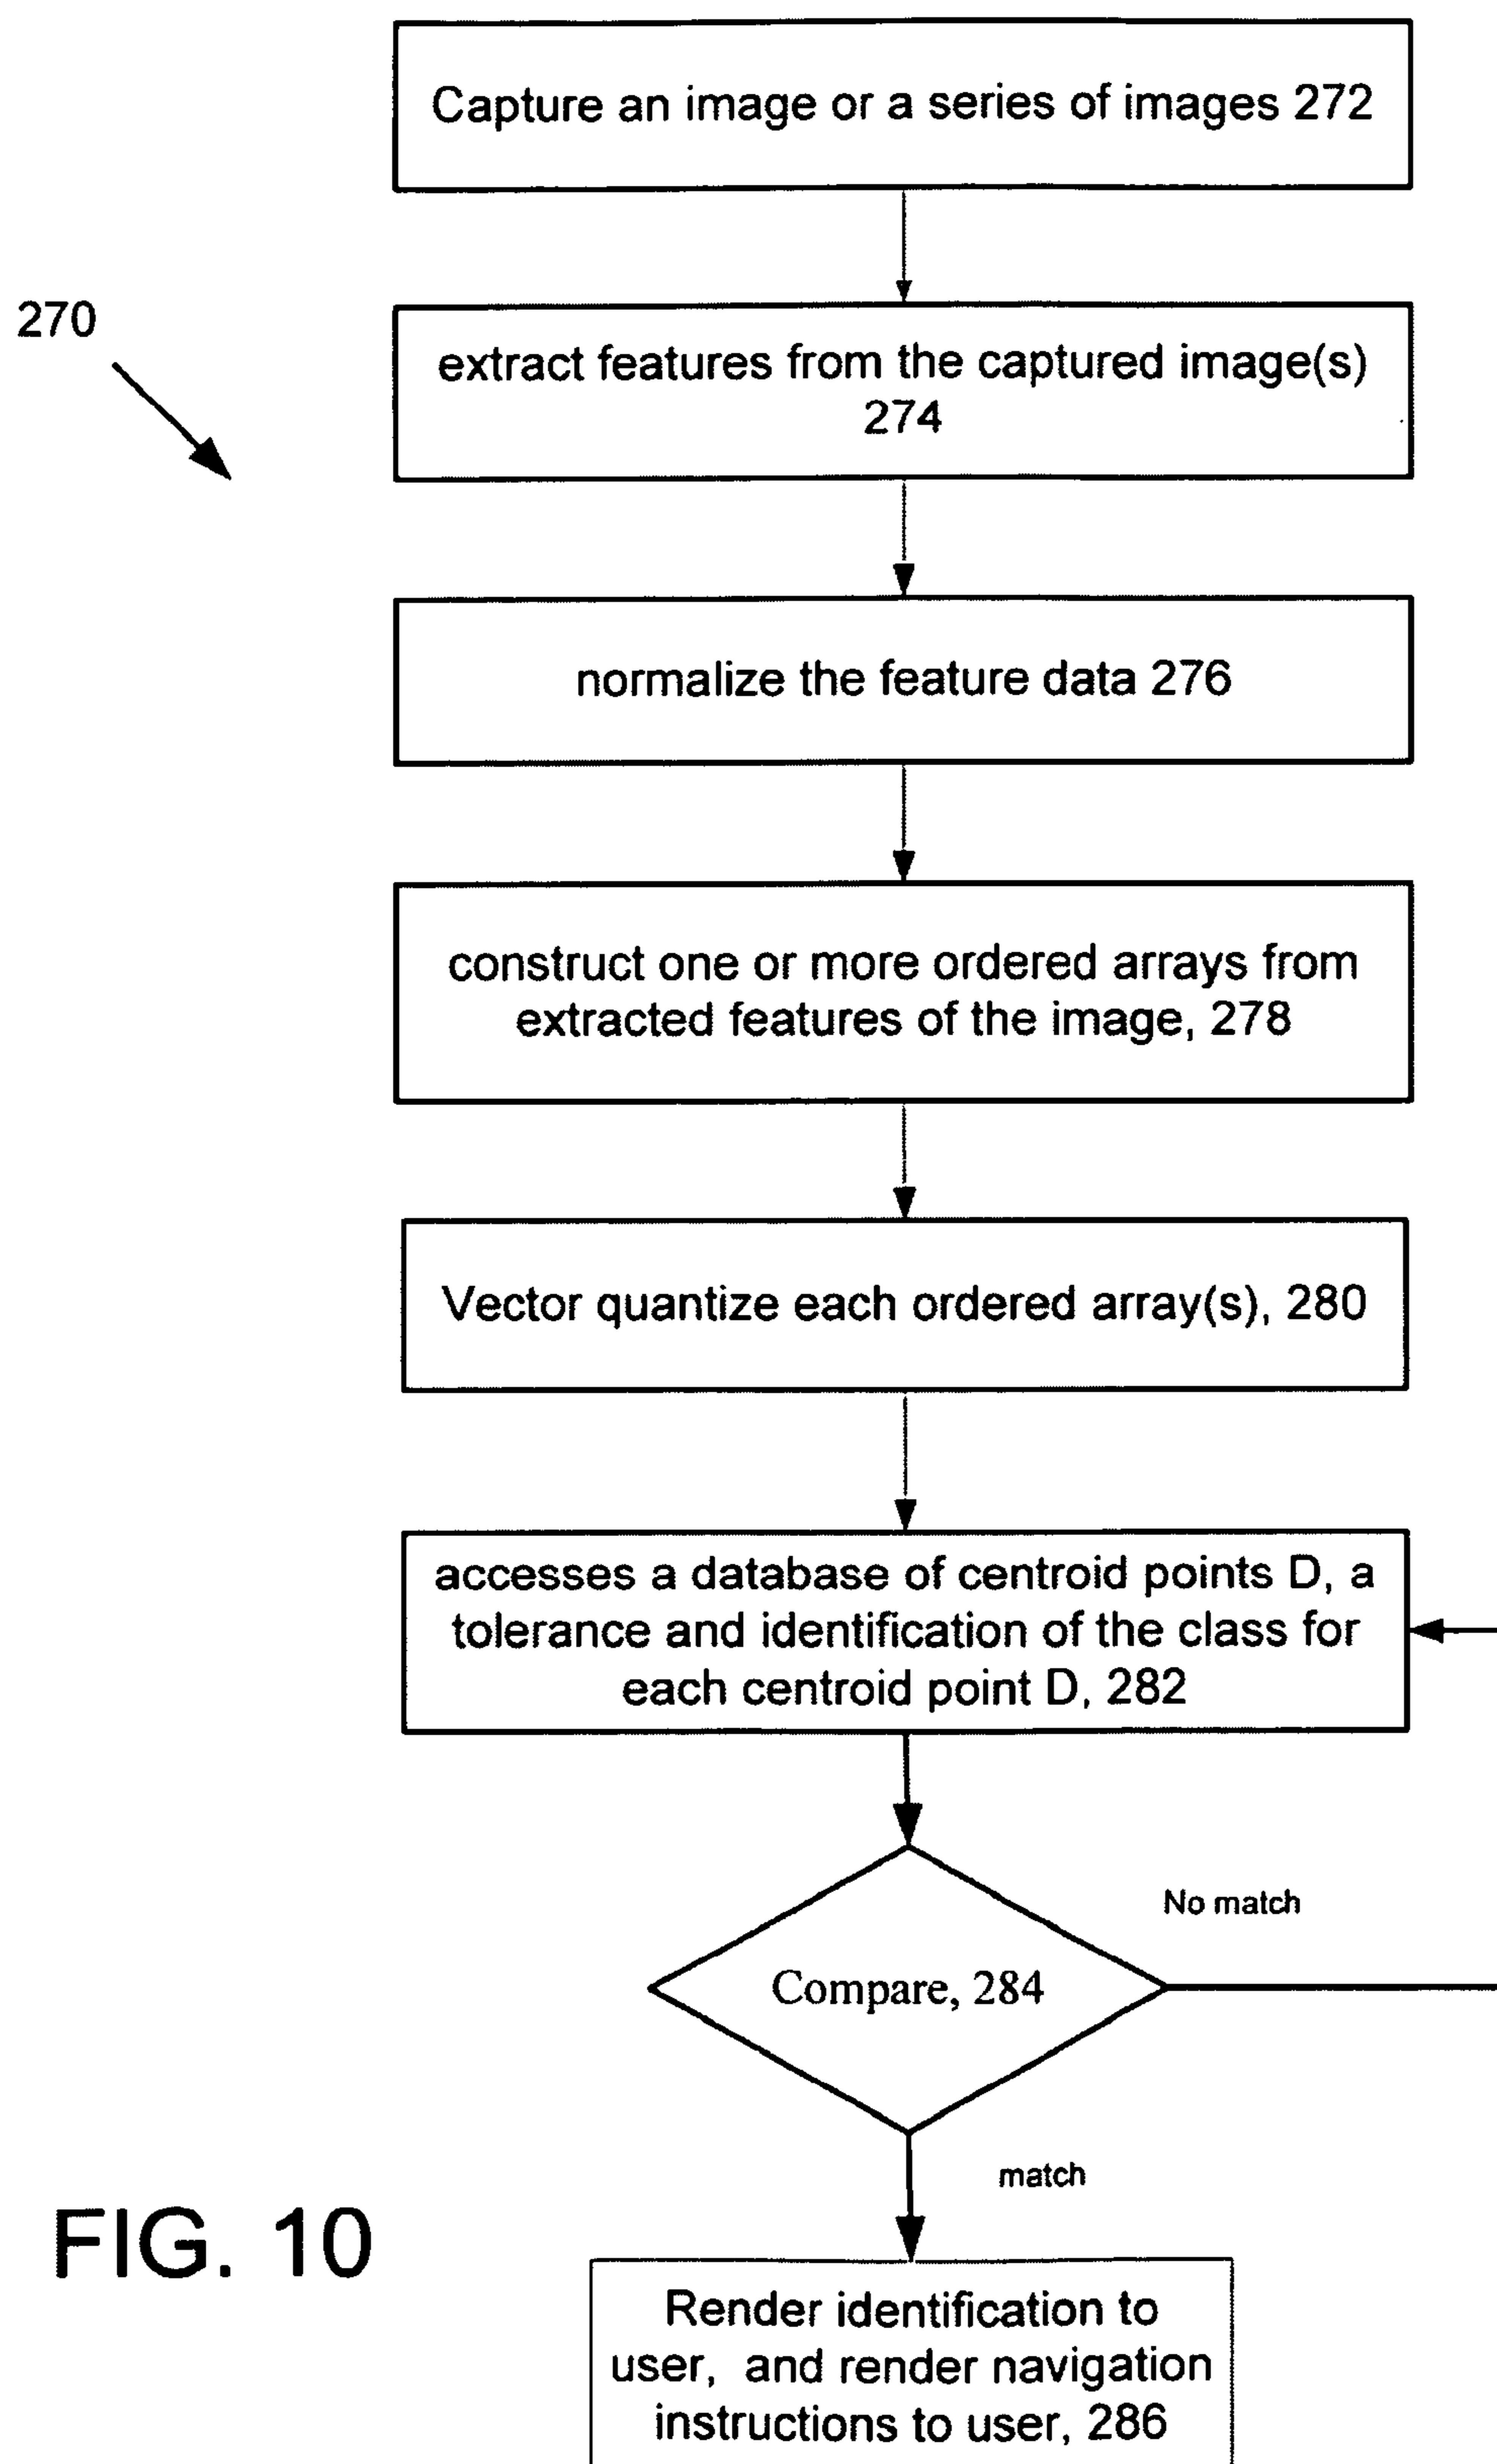 Capture an image or a series of images 272
270
extract features from the captured image(s)
274
normalize the feature data 276
construct one or more ordered arrays from
extracted features of the image, 278
Vector quantize each ordered array(s), 280
accesses a database of centroid points D, a
tolerance and identification of the class for
each centroid point D, 282
No match
Compare, 284
match
FIG. 10
Render identification to
user, and render navigation
instructions to user, 286